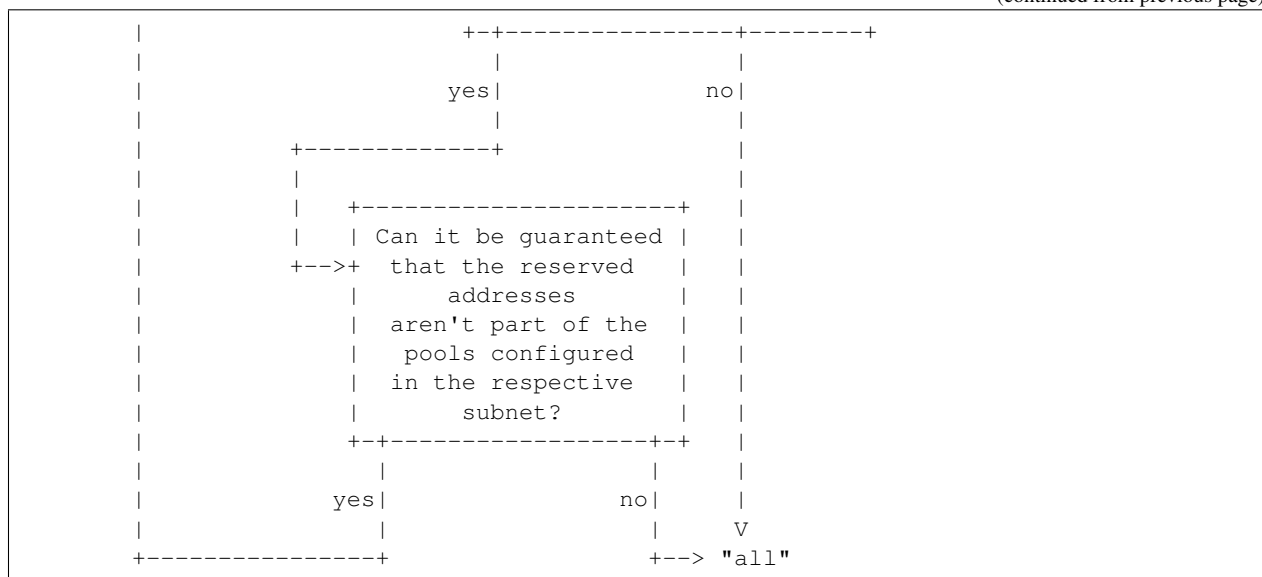 (continued from previous page)
yes| no|
Can it be guaranteed
that the reserved
addresses
aren't part of the
pools configured
in the respective
subnet?
yes| no|
V
+--> "all"